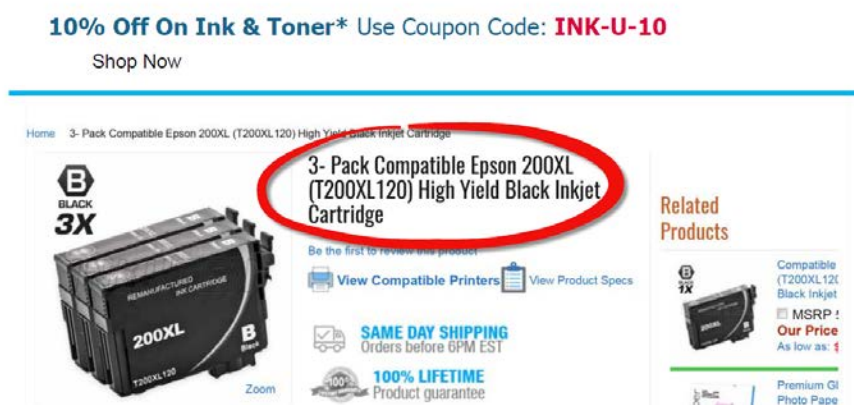 10% Off On Ink & Toner* Use Coupon Code: INK-U-10
Shop Now
Home 3- Pack Compatible Epson 200XL (T200XL120) High Yield Black Inkjet Cartridge
B
BLACK
3X
REMANUFACTURED
INK CARTRIDGE
200XL
B
Black
T200XL120
Zoom
3- Pack Compatible Epson 200XL
(T200XL120) High Yield Black Inkjet
Cartridge
Be the first to review this product
View Compatible Printers
View Product Specs
SAME DAY SHIPPING
Orders before 6PM EST
100%
100% LIFETIME
Product guarantee
Related
Products
B
1X
200XL
Compatible
(T200XL120
Black Inkjet
MSRP
Our Price
As low as: $
Premium Gl
Photo Pape